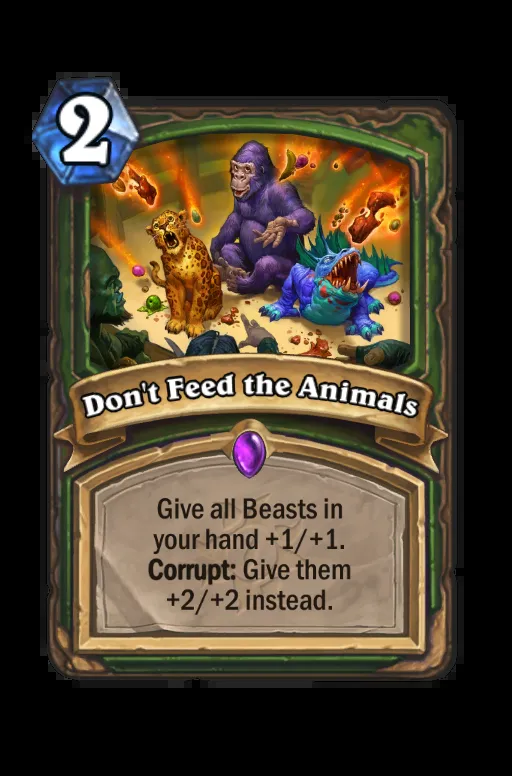 2
Don't Feed the Animals
Give all Beasts in
your hand +1/+1.
Corrupt: Give them
+2/+2 instead.